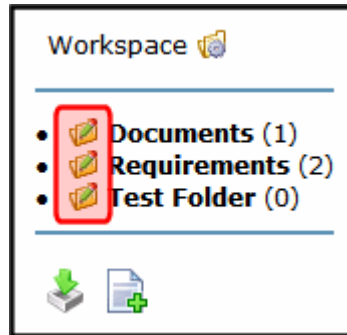 Workspace
• Documents (1)
• Requirements (2)
• Test Folder (0)